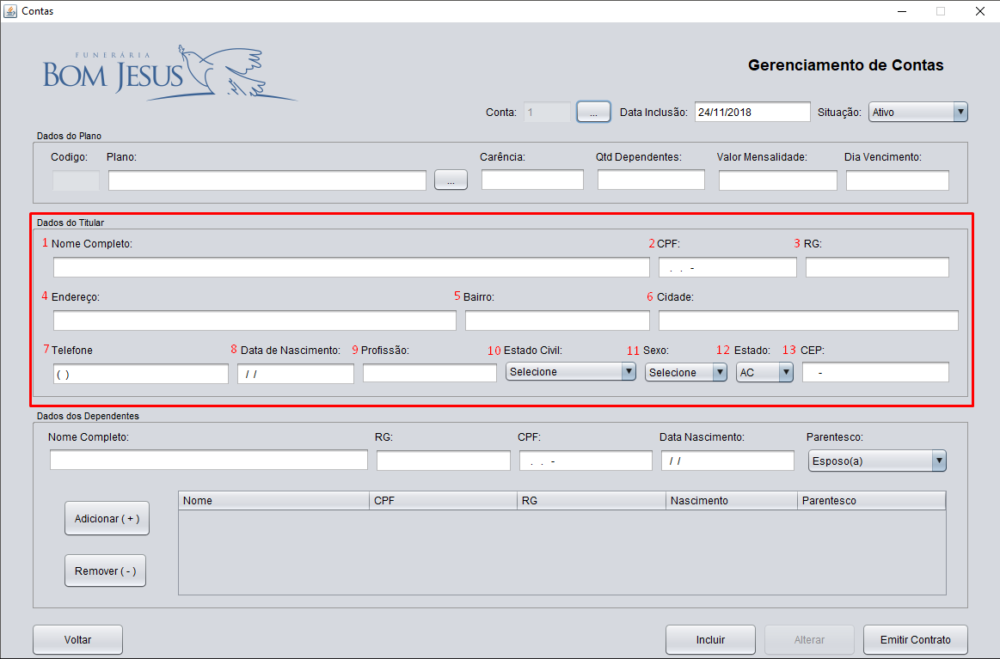 Contas
FUNERÁRIA
BOM JESUS
Gerenciamento de Contas
Conta: 1 ... Data Inclusão: 24/11/2018 Situação: Ativo
Dados do Plano
Codigo: Plano: Carência: Qtd Dependentes: Valor Mensalidade: Dia Vencimento:
...
Dados do Titular
1 Nome Completo: 2 CPF: 3 RG:
. . -
4 Endereço: 5 Bairro: 6 Cidade:
7 Telefone 8 Data de Nascimento: 9 Profissão: 10 Estado Civil: 11 Sexo: 12 Estado: 13 CEP:
( ) / / Selecione Selecione AC -
Dados dos Dependentes
Nome Completo: RG: CPF: Data Nascimento: Parentesco:
. . - / / Esposo(a)
Nome CPF RG Nascimento Parentesco
Adicionar ( + )
Remover ( - )
Voltar Incluir Alterar Emitir Contrato